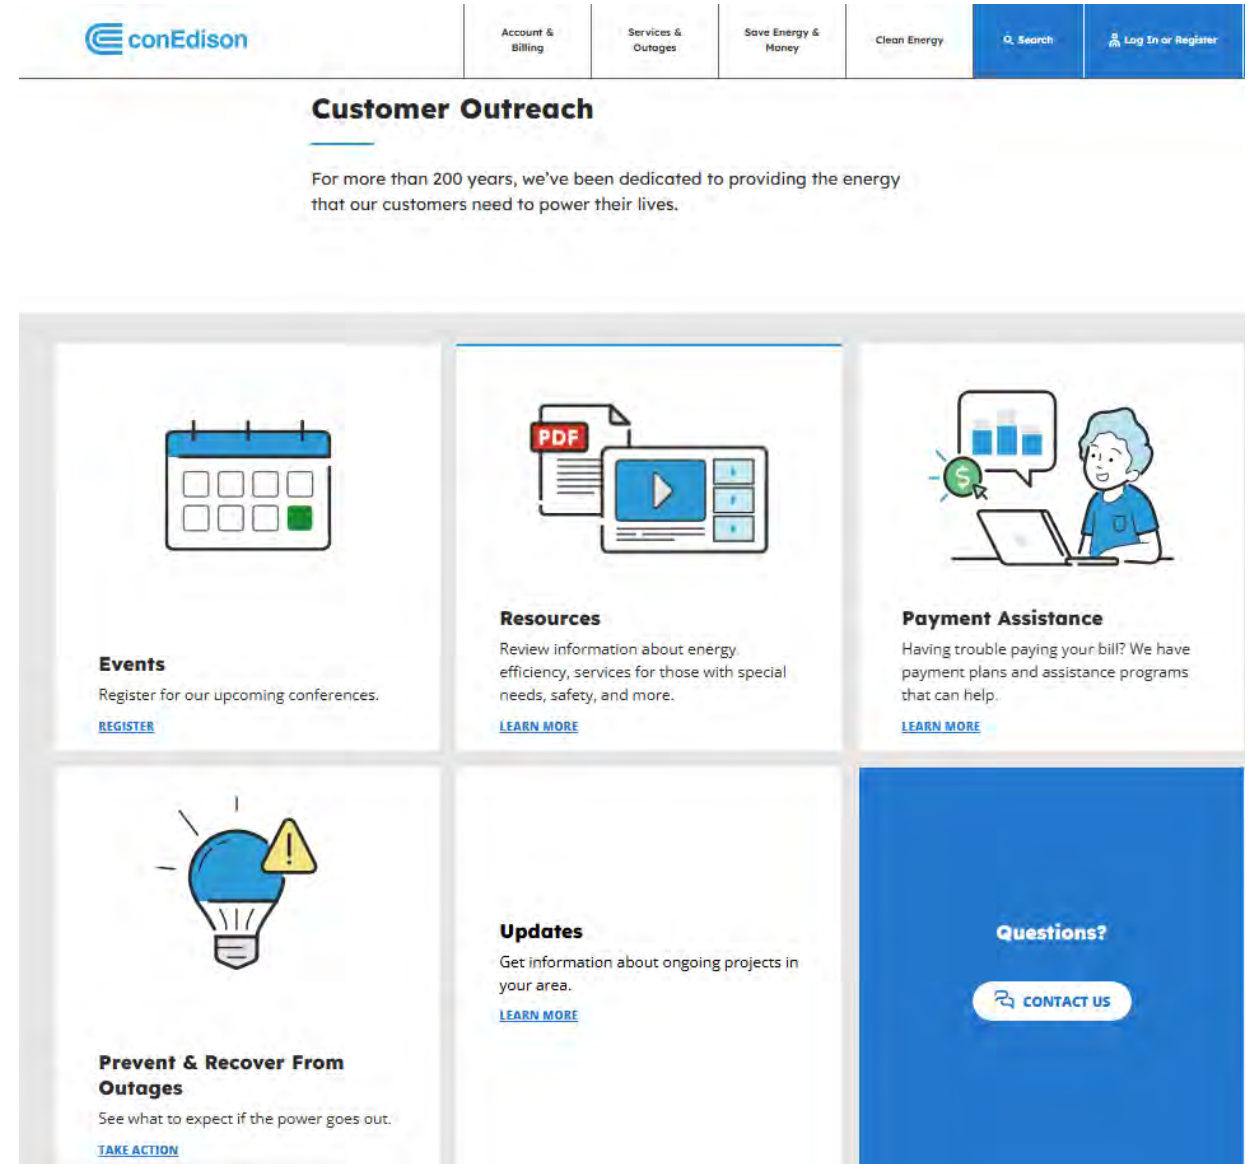 conEdison
Account &
Billing
Services &
Outages
Save Energy &
Money
Clean Energy
Search
Log In or Register
Customer Outreach
For more than 200 years, we've been dedicated to providing the energy
that our customers need to power their lives.
Events
Register for our upcoming conferences.
REGISTER
PDF
Resources
Review information about energy
efficiency, services for those with special
needs, safety, and more.
LEARN MORE
$
Payment Assistance
Having trouble paying your bill? We have
payment plans and assistance programs
that can help.
LEARN MORE
!
Prevent & Recover From
Outages
See what to expect if the power goes out.
TAKE ACTION
Updates
Get information about ongoing projects in
your area.
LEARN MORE
Questions?
CONTACT US